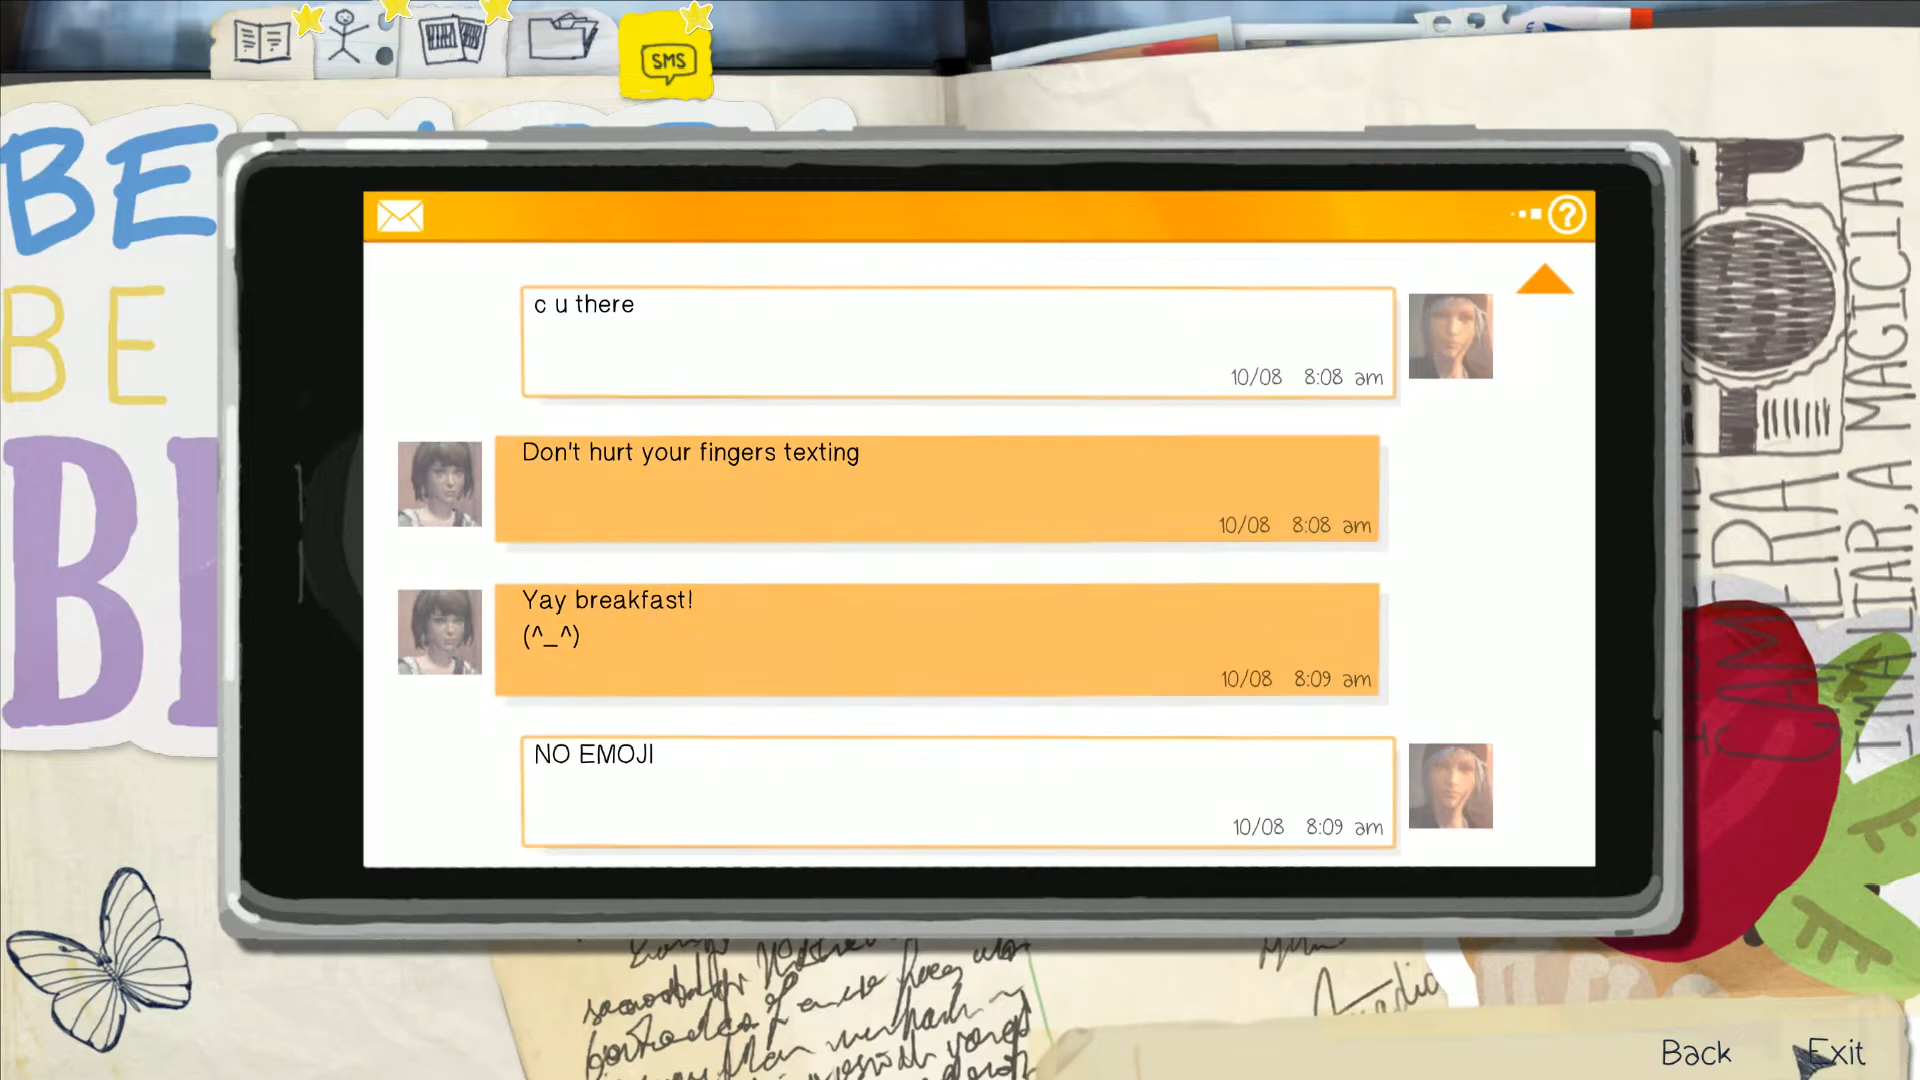 SMS
BE
BE
c u there
10/08 8:08 am
Don't hurt your fingers texting
10/08 8:08 am
Yay breakfast!
(^_^)
10/08 8:09 am
NO EMOJI
10/08 8:09 am
CAMERA
LIAR, A MAGICIAN
Back
Exit